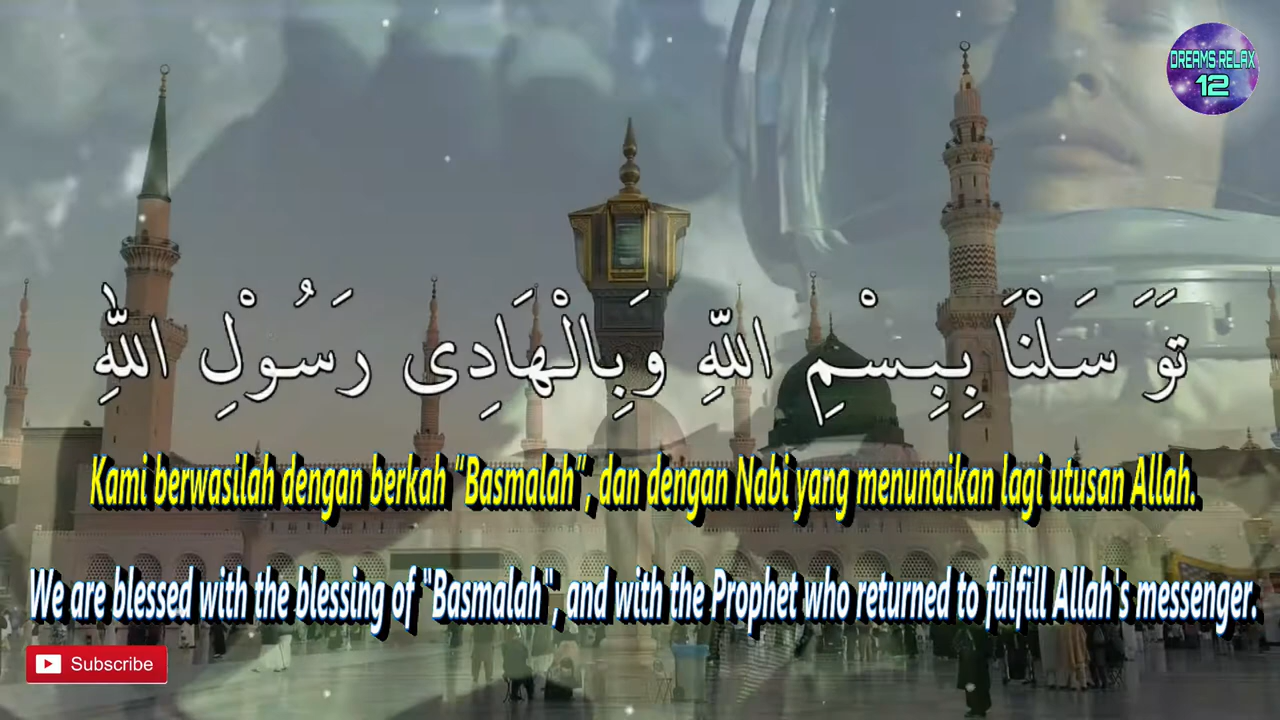 DREAMS RELAX
12
تَوَ سَلْنَا بِبِسْمِ اللّهِ وَبِالْهَادِى رَسُوْلِ اللّٰهِ
Kami berwasilah dengan berkah "Basmalah", dan dengan Nabi yang menunaikan lagi utusan Allah.
We are blessed with the blessing of "Basmalah", and with the Prophet who returned to fulfill Allah's messenger.
Subscribe